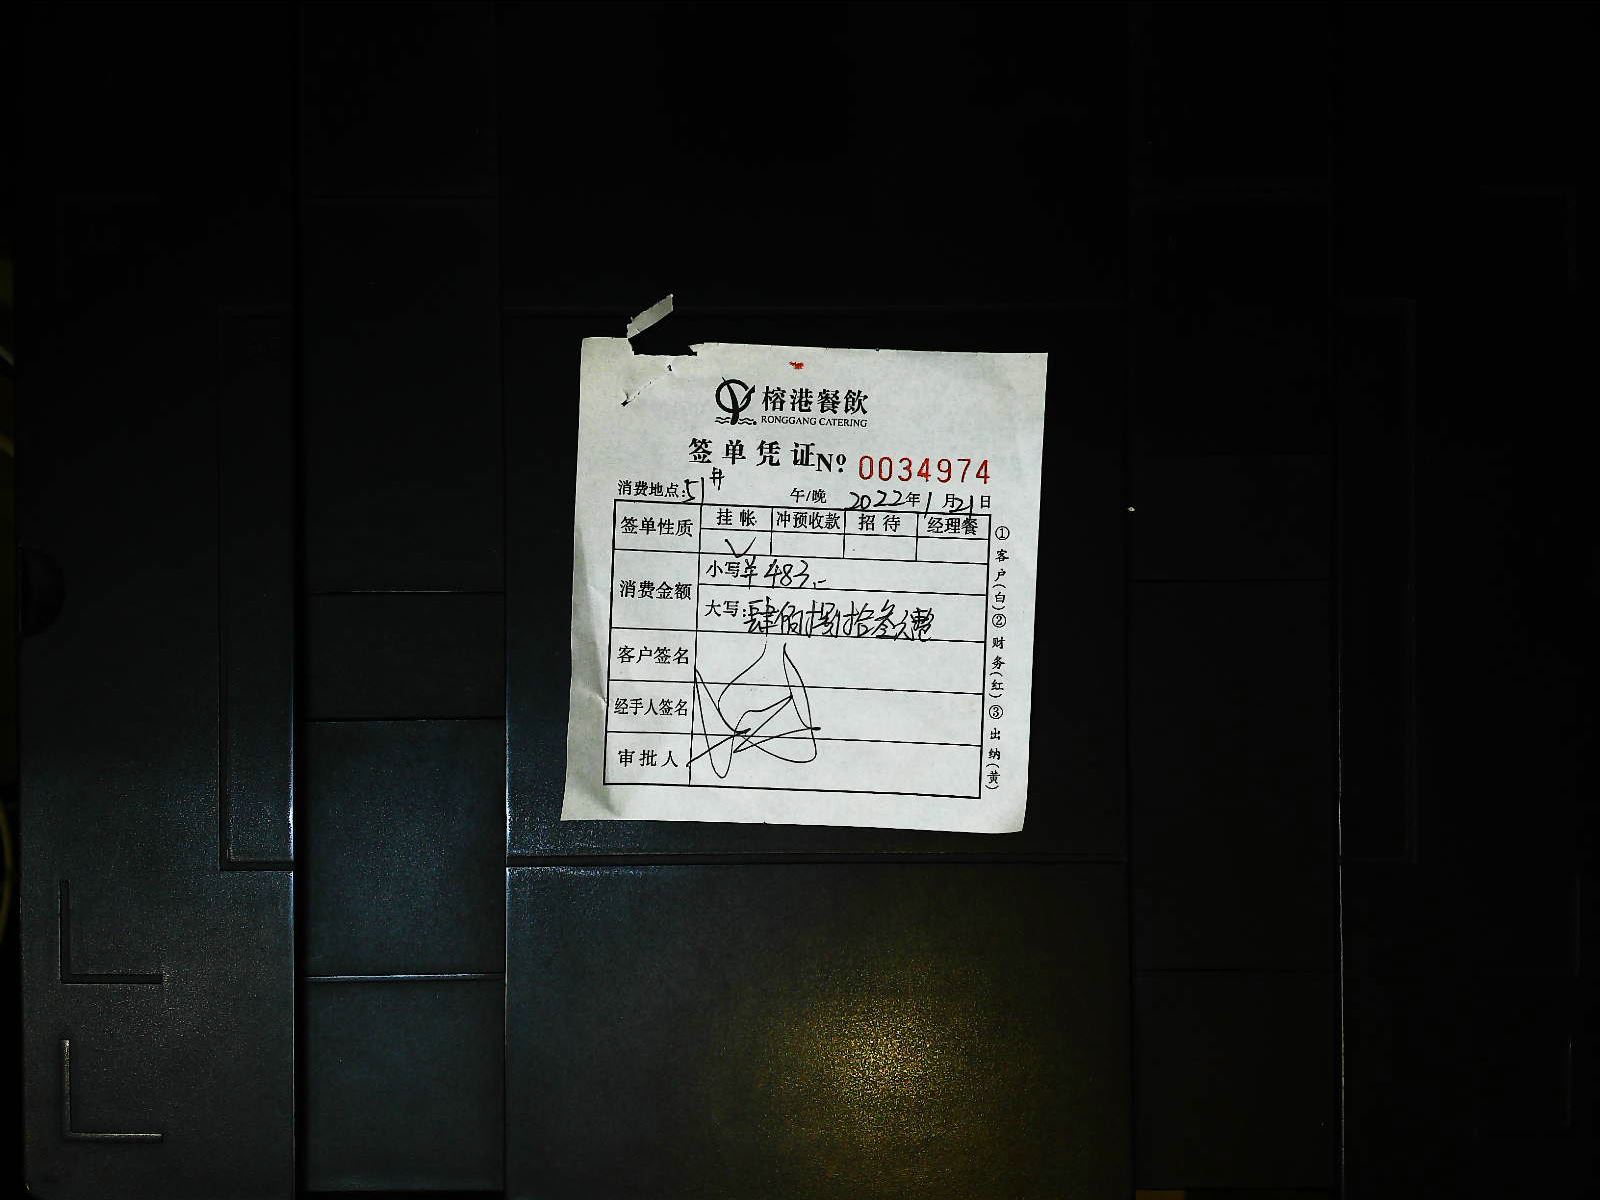 榕港餐飲
RONGGANG CATERING
签单凭证 Nº 0034974
消费地点:51# 午/晚 2022年1月21日
签单性质 挂帐 冲预收款 招待 经理餐
√
消费金额 小写:¥483.-
大写:肆佰捌拾叁元整
客户签名
经手人签名
审批人
①客户(白)②财务(红)③出纳(黄)